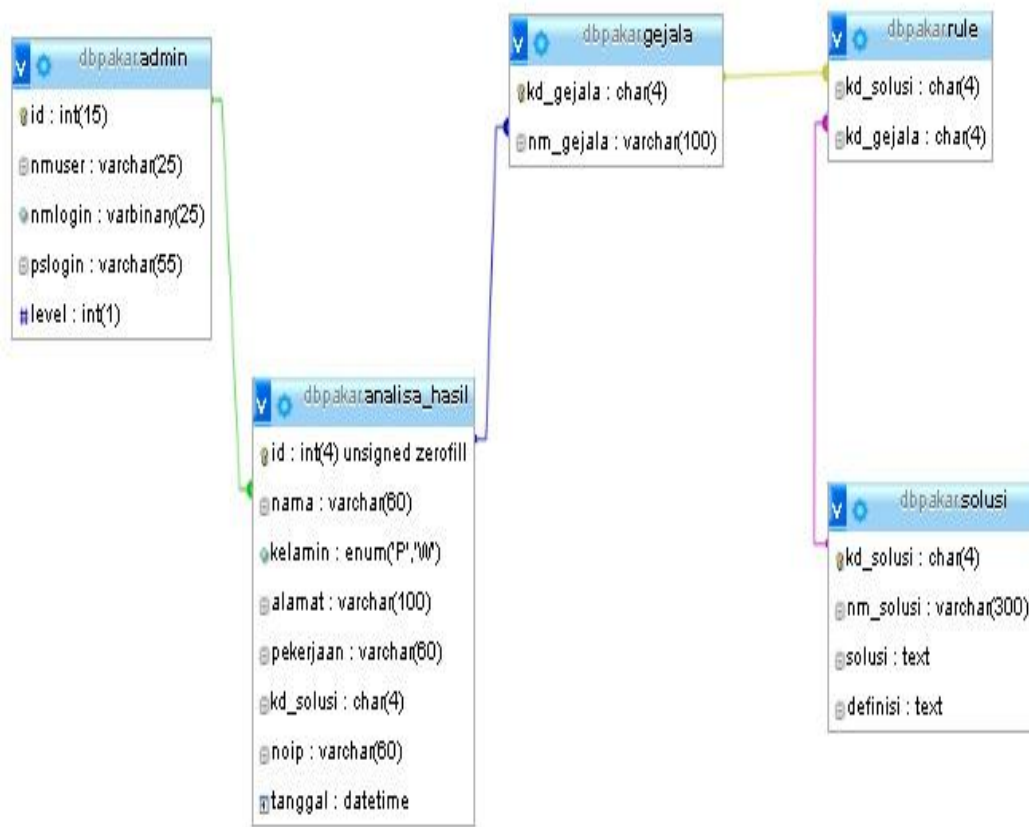 dbpakar.admin
id : int(15)
nmuser : varchar(25)
nmlogin : varbinary(25)
pslogin : varchar(55)
level : int(1)
dbpakar.gejala
kd_gejala : char(4)
nm_gejala : varchar(100)
dbpakar.rule
kd_solusi : char(4)
kd_gejala : char(4)
dbpakar.analisa_hasil
id : int(4) unsigned zerofill
nama : varchar(60)
kelamin : enum('P','W')
alamat : varchar(100)
pekerjaan : varchar(60)
kd_solusi : char(4)
noip : varchar(60)
tanggal : datetime
dbpakar.solusi
kd_solusi : char(4)
nm_solusi : varchar(300)
solusi : text
definisi : text